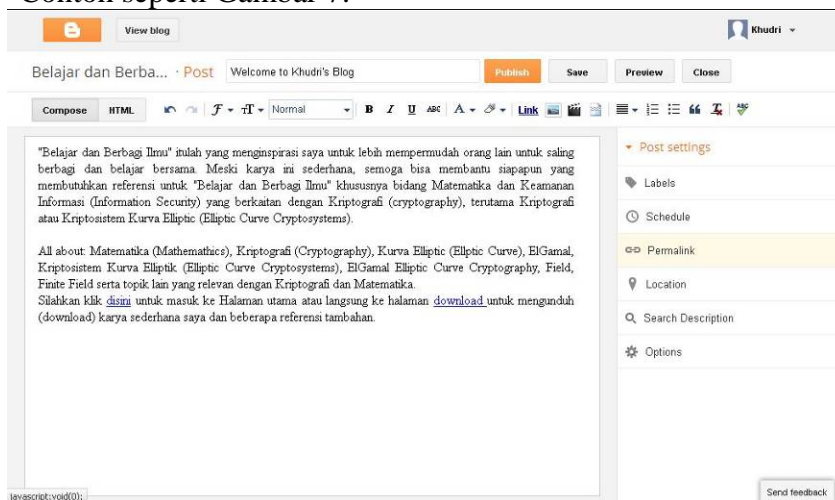 Contoh seperti Gambar 7.
View blog
Khudri
Belajar dan Berba... · Post Welcome to Khudri's Blog Publish Save Preview Close
Compose HTML Normal B I U ABC A Link ABC
"Belajar dan Berbagi Ilmu" itulah yang menginspirasi saya untuk lebih mempermudah orang lain untuk saling
berbagi dan belajar bersama. Meski karya ini sederhana, semoga bisa membantu siapapun yang
membutuhkan referensi untuk "Belajar dan Berbagi Ilmu" khususnya bidang Matematika dan Keamanan
Informasi (Information Security) yang berkaitan dengan Kriptografi (cryptography), terutama Kriptografi
atau Kriptosistem Kurva Elliptic (Elliptic Curve Cryptosystems).
All about: Matematika (Mathemathics), Kriptografi (Cryptography), Kurva Elliptic (Ellptic Curve), ElGamal,
Kriptosistem Kurva Elliptik (Elliptic Curve Cryptosystems), ElGamal Elliptic Curve Cryptography, Field,
Finite Field serta topik lain yang relevan dengan Kriptografi dan Matematika.
Silahkan klik disini untuk masuk ke Halaman utama atau langsung ke halaman download untuk mengunduh
(download) karya sederhana saya dan beberapa referensi tambahan.
Post settings
Labels
Schedule
Permalink
Location
Search Description
Options
javascript:void(0);
Send feedback